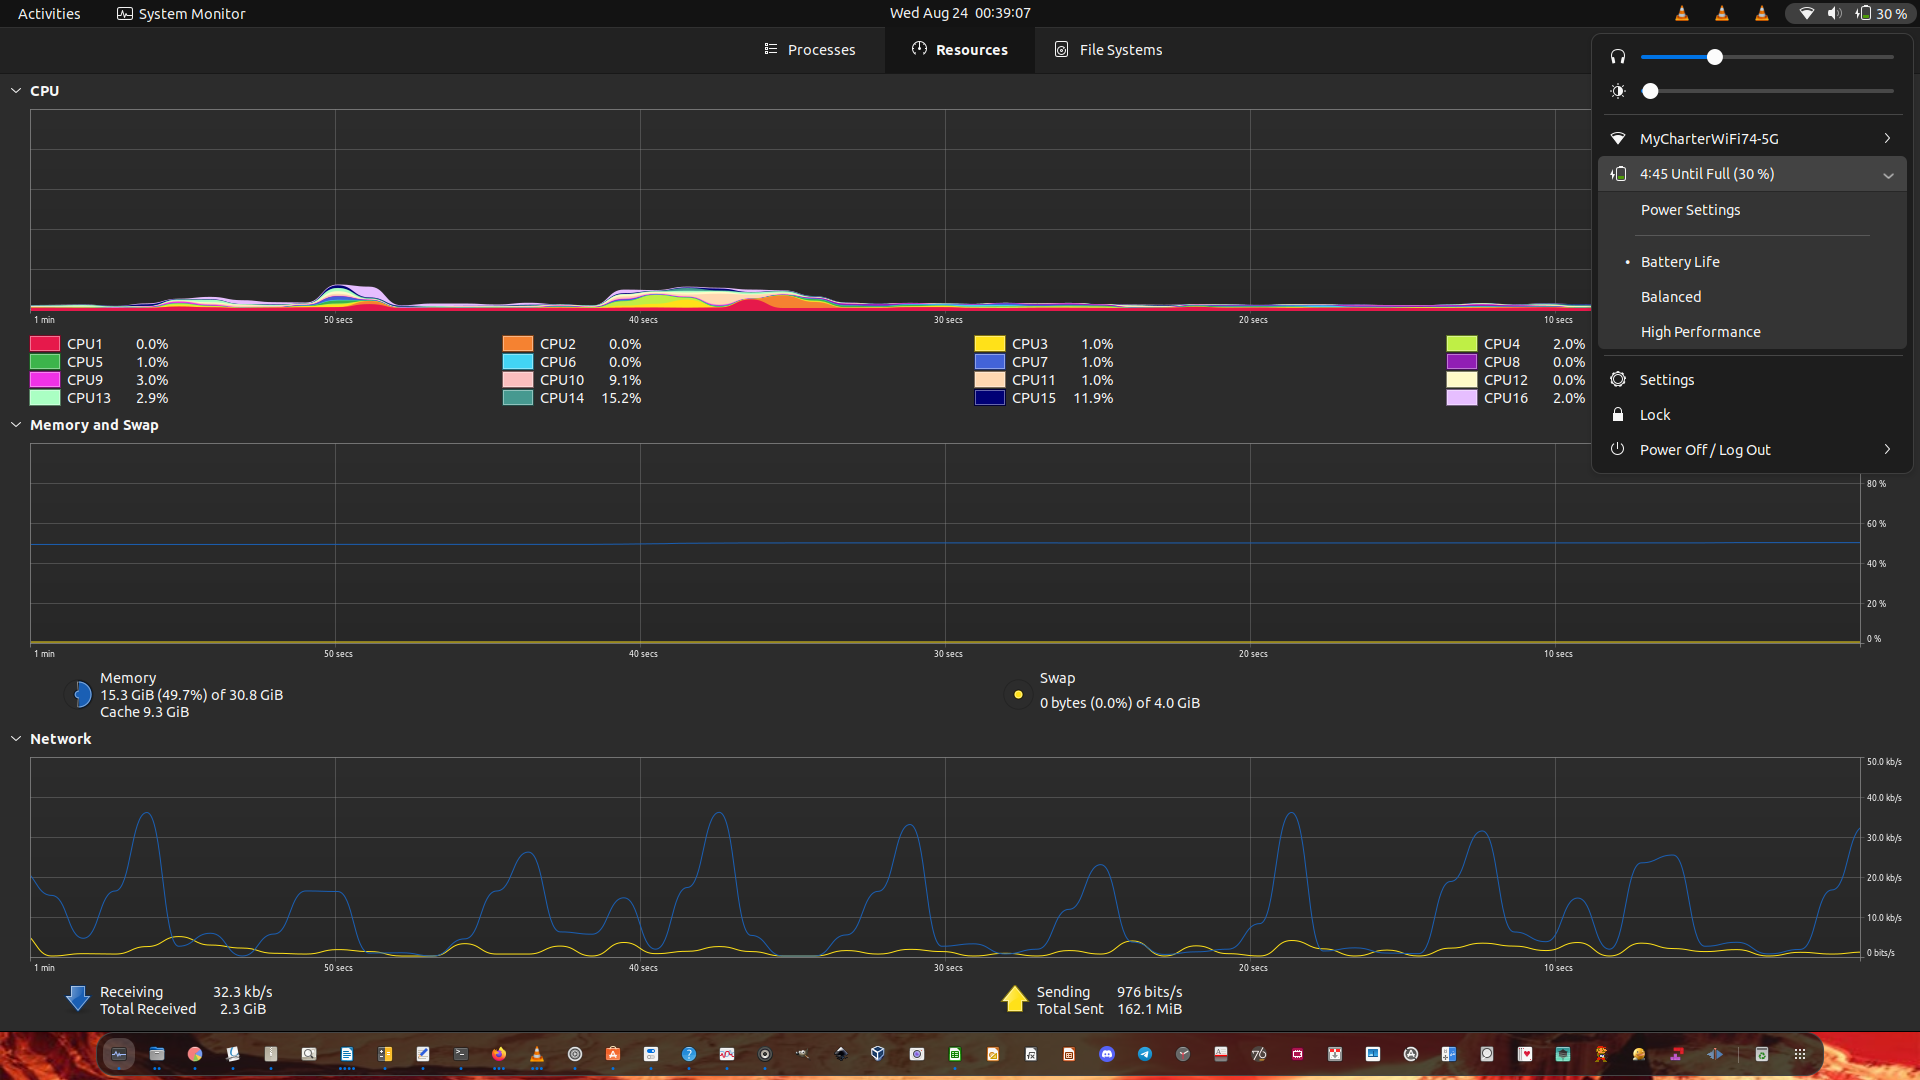 Activities System Monitor Wed Aug 24 00:39:07 30 %
Processes Resources File Systems
CPU
1 min 50 secs 40 secs 30 secs 20 secs 10 secs
CPU1 0.0% CPU2 0.0% CPU3 1.0% CPU4 2.0%
CPU5 1.0% CPU6 0.0% CPU7 1.0% CPU8 0.0%
CPU9 3.0% CPU10 9.1% CPU11 1.0% CPU12 0.0%
CPU13 2.9% CPU14 15.2% CPU15 11.9% CPU16 2.0%
MyCharterWiFi74-5G
4:45 Until Full (30 %)
Power Settings
• Battery Life
Balanced
High Performance
Settings
Lock
Power Off / Log Out
Memory and Swap
80 %
60 %
40 %
20 %
0 %
1 min 50 secs 40 secs 30 secs 20 secs 10 secs
Memory
15.3 GiB (49.7%) of 30.8 GiB
Cache 9.3 GiB
Swap
0 bytes (0.0%) of 4.0 GiB
Network
50.0 kb/s
40.0 kb/s
30.0 kb/s
20.0 kb/s
10.0 kb/s
0 bits/s
1 min 50 secs 40 secs 30 secs 20 secs 10 secs
Receiving 32.3 kb/s
Total Received 2.3 GiB
Sending 976 bits/s
Total Sent 162.1 MiB
76